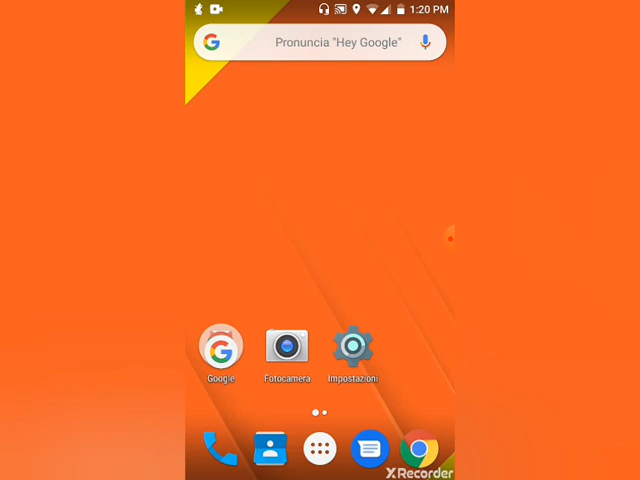 1:20 PM
Pronuncia "Hey Google"
Google
Fotocamera
Impostazioni
XRecorder